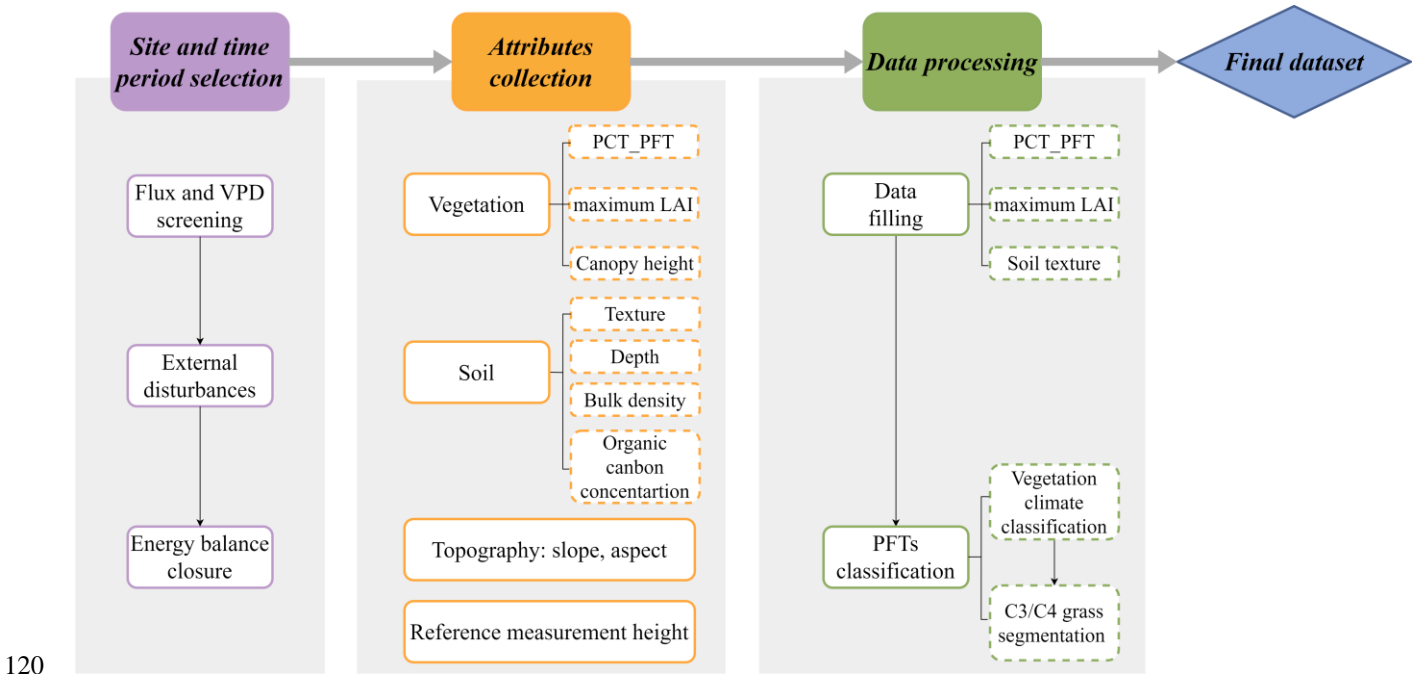 Site and time
period selection
Attributes
collection
Data processing
Final dataset
Flux and VPD
screening
External
disturbances
Energy balance
closure
Vegetation
PCT_PFT
maximum LAI
Canopy height
Soil
Texture
Depth
Bulk density
Organic
canbon
concentartion
Topography: slope, aspect
Reference measurement height
Data
filling
PCT_PFT
maximum LAI
Soil texture
PFTs
classification
Vegetation
climate
classification
C3/C4 grass
segmentation
120